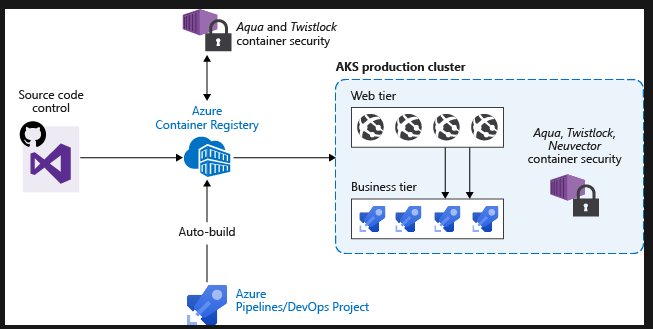 Aqua and Twistlock
container security
AKS production cluster
Source code
control
Azure
Container Registry
Web tier
Aqua, Twistlock,
Neuvector
container security
Business tier
Auto-build
Azure
Pipelines/DevOps Project